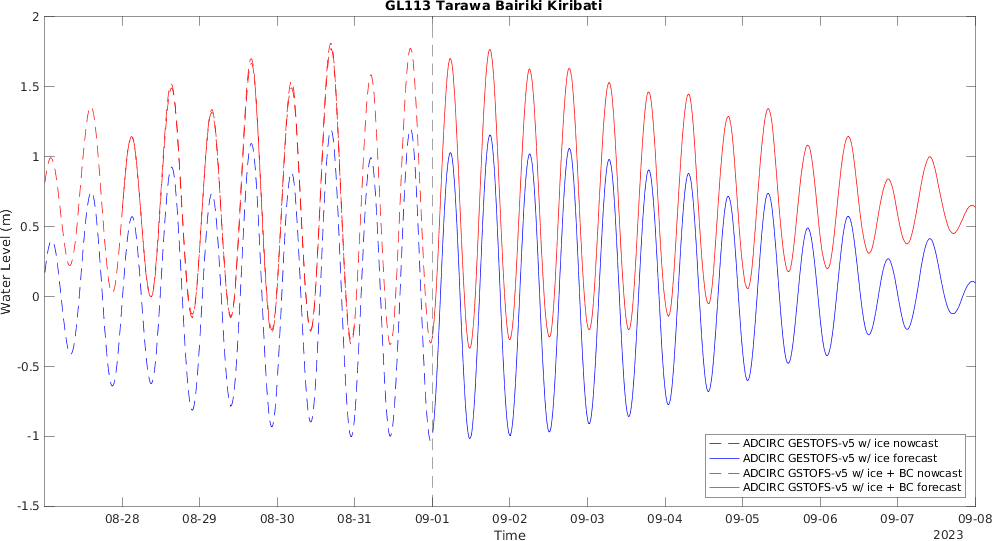 GL113 Tarawa Bairiki Kiribati
2
1.5
1
0.5
0
-0.5
-1
-1.5
Water Level (m)
ADCIRC GESTOFS-v5 w/ ice nowcast
ADCIRC GESTOFS-v5 w/ ice forecast
ADCIRC GSTOFS-v5 w/ ice + BC nowcast
ADCIRC GSTOFS-v5 w/ ice + BC forecast
08-28 08-29 08-30 08-31 09-01 09-02 09-03 09-04 09-05 09-06 09-07 09-08
Time
2023